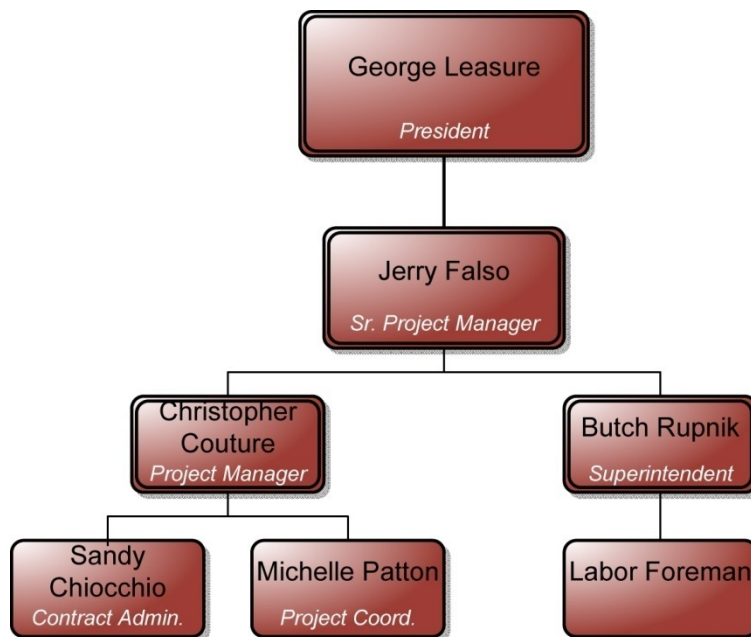 George Leasure
President
Jerry Falso
Sr. Project Manager
Christopher
Couture
Project Manager
Butch Rupnik
Superintendent
Sandy
Chiocchio
Contract Admin.
Michelle Patton
Project Coord.
Labor Foreman